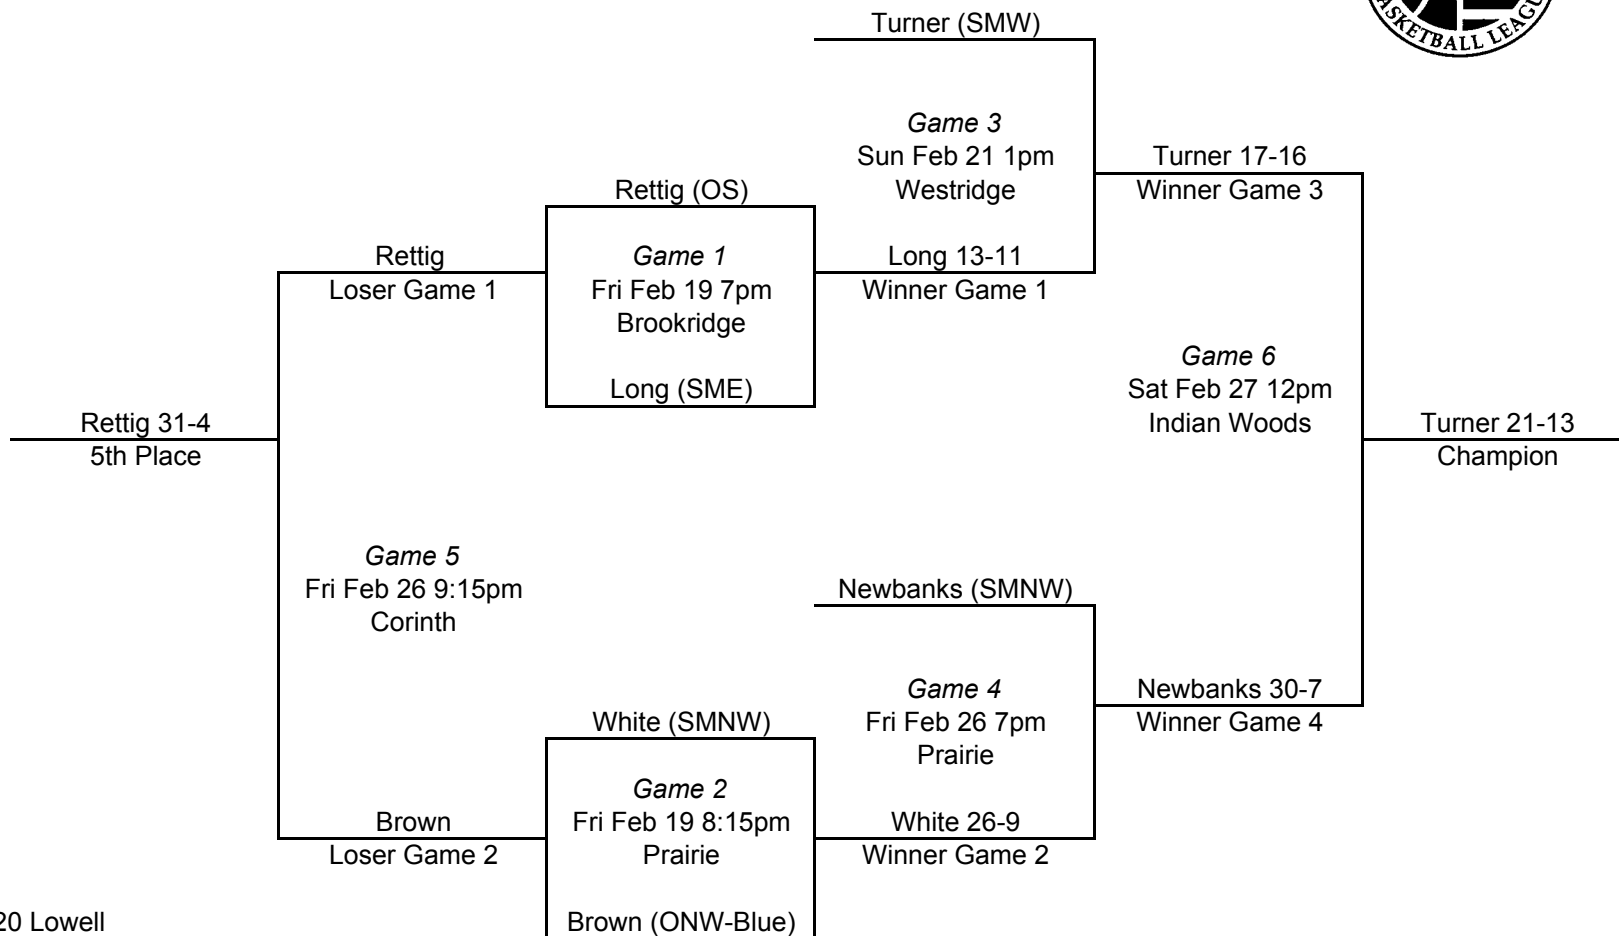 Turner (SMW)
BASKETBALL LEAGU
Game 3
Sun Feb 21 1pm
Westridge
Turner 17-16
Winner Game 3
Rettig (OS)
Rettig
Loser Game 1
Game 1
Fri Feb 19 7pm
Brookridge
Long 13-11
Winner Game 1
Long (SME)
Game 6
Sat Feb 27 12pm
Indian Woods
Rettig 31-4
5th Place
Turner 21-13
Champion
Game 5
Fri Feb 26 9:15pm
Corinth
Newbanks (SMNW)
Game 4
Fri Feb 26 7pm
Prairie
Newbanks 30-7
Winner Game 4
White (SMNW)
Game 2
Fri Feb 19 8:15pm
Prairie
Brown
Loser Game 2
White 26-9
Winner Game 2
20 Lowell
Brown (ONW-Blue)